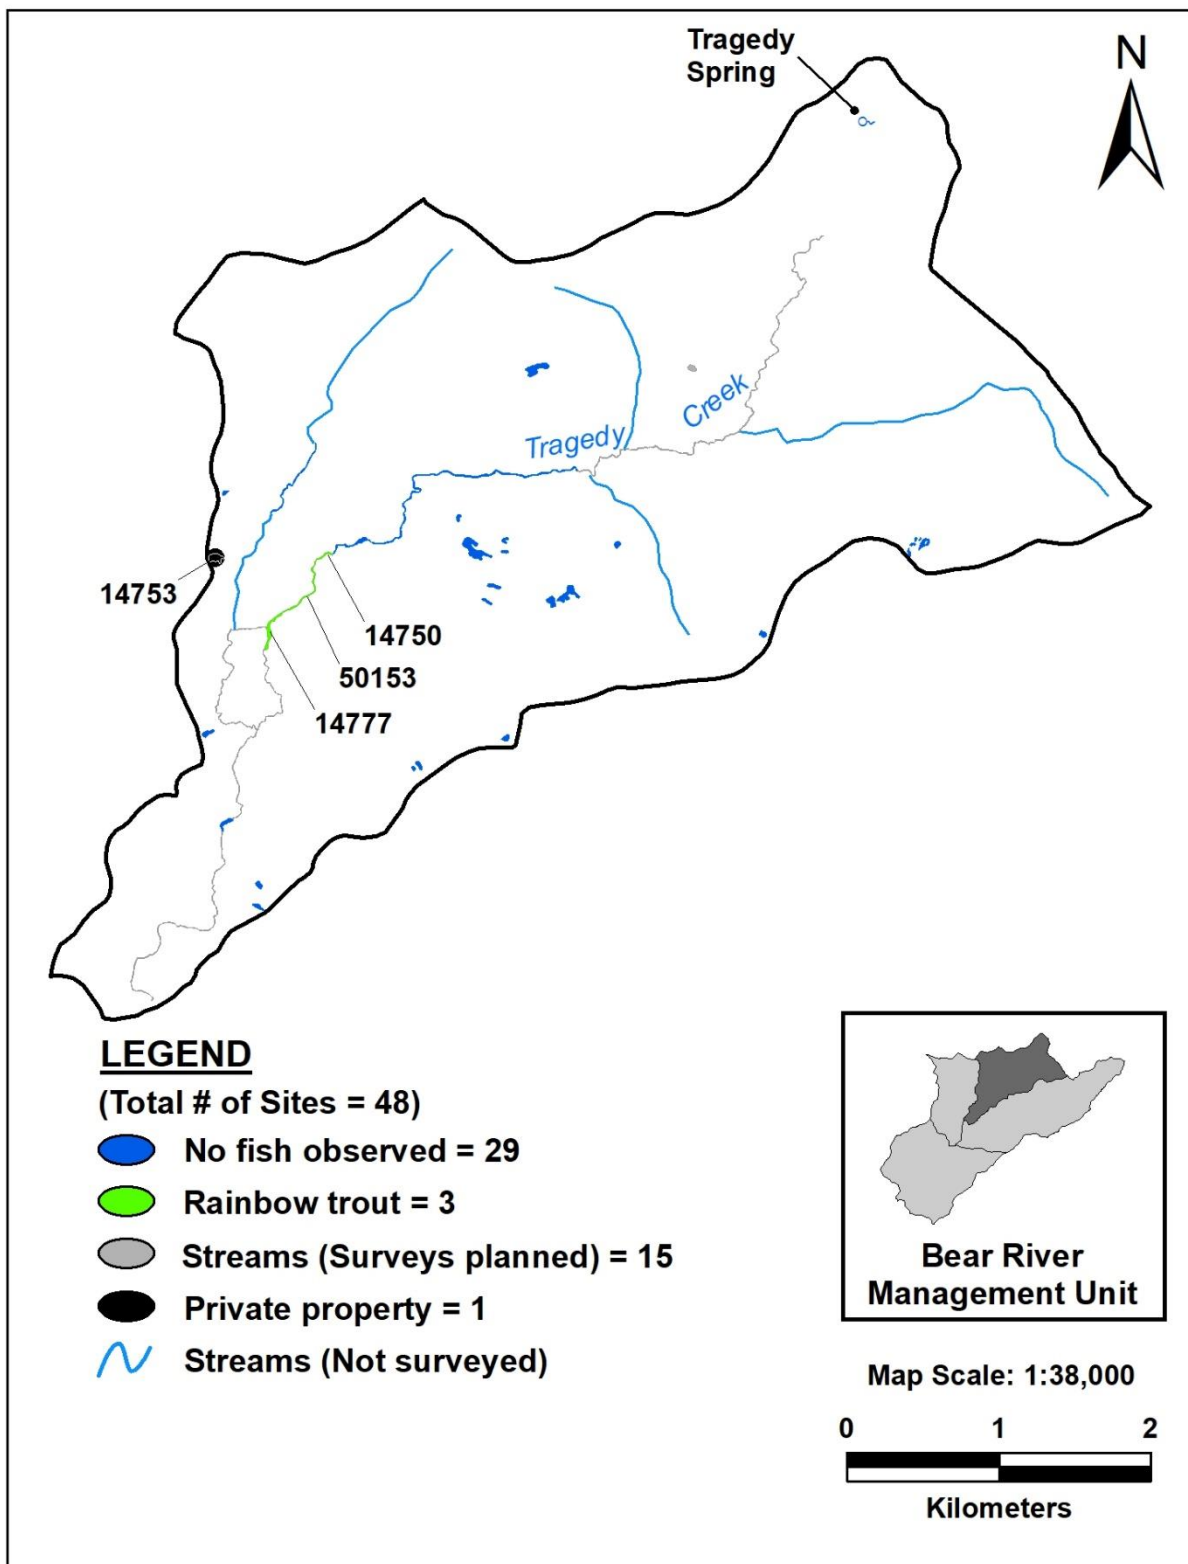 Tragedy
Spring
N
Creek
Tragedy
14753
14750
50153
14777
LEGEND
(Total # of Sites = 48)
No fish observed = 29
Rainbow trout = 3
Streams (Surveys planned) = 15
Private property = 1
Streams (Not surveyed)
Bear River
Management Unit
Map Scale: 1:38,000
0 1 2
Kilometers